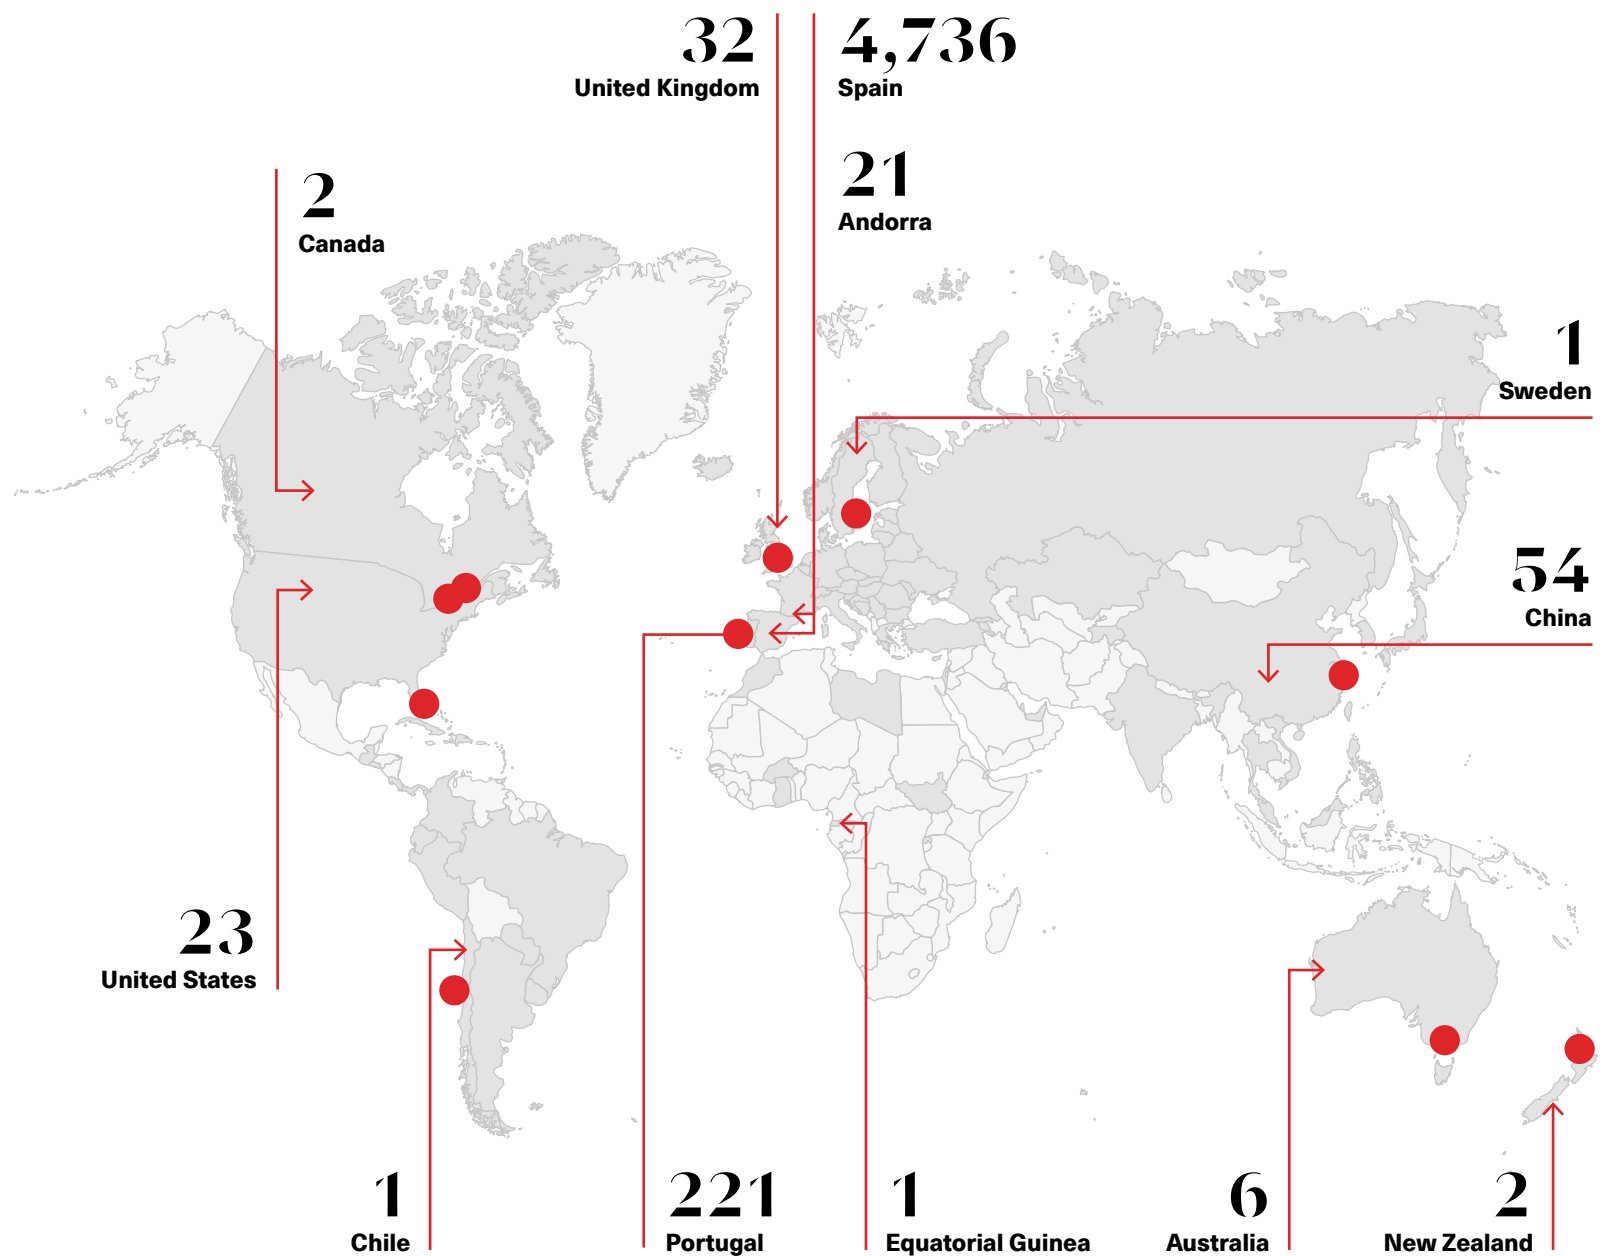 32
United Kingdom
4,736
Spain
21
Andorra
2
Canada
1
Sweden
54
China
23
United States
1
Chile
221
Portugal
1
Equatorial Guinea
6
Australia
2
New Zealand